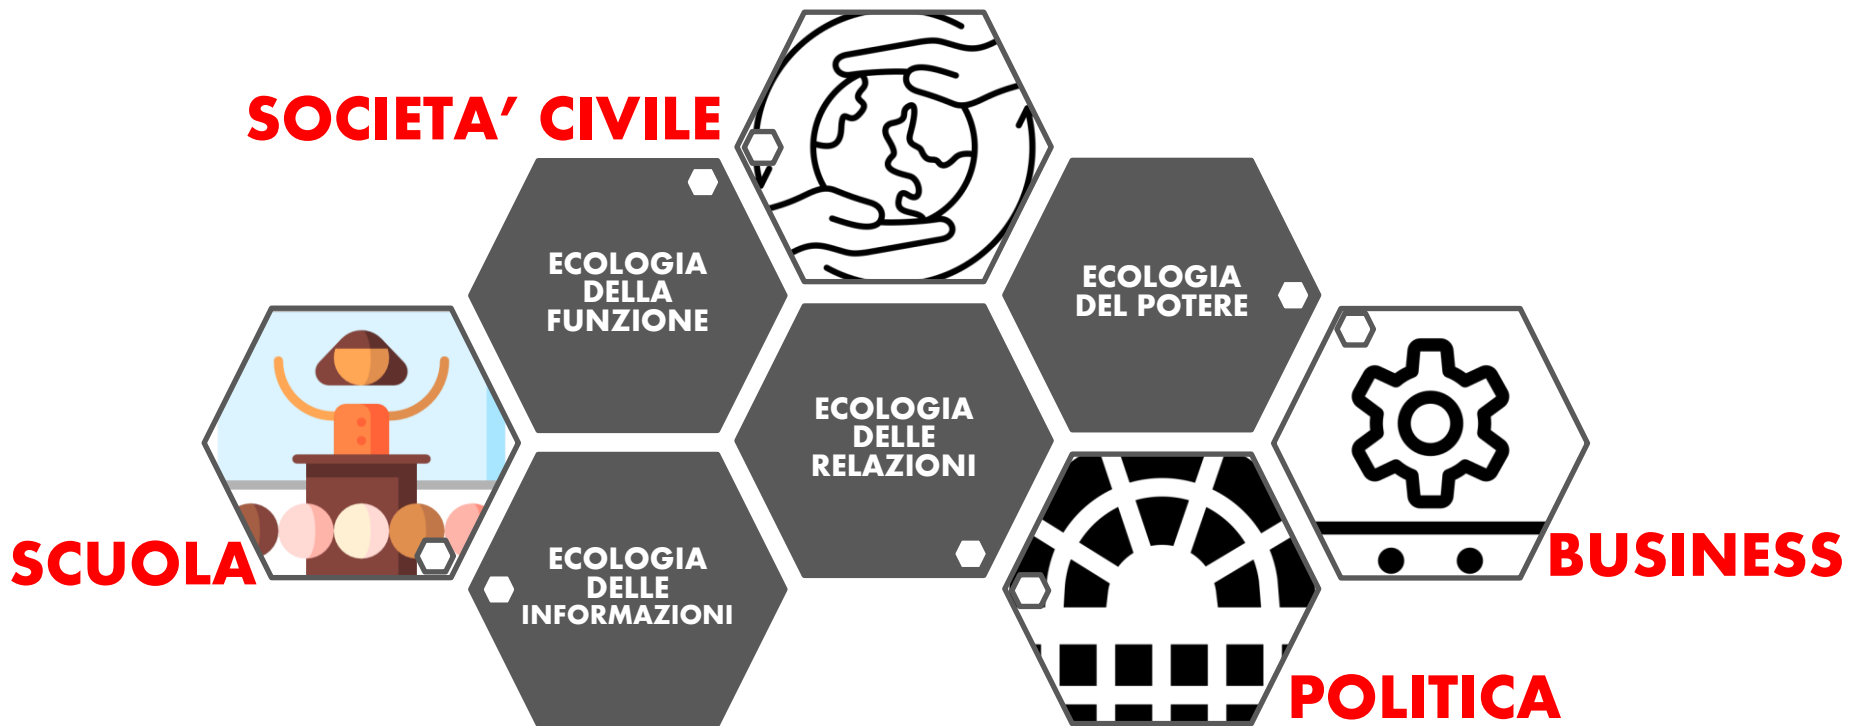 SOCIETA’ CIVILE
ECOLOGIA
DELLA
FUNZIONE
ECOLOGIA
DEL POTERE
ECOLOGIA
DELLE
RELAZIONI
SCUOLA
ECOLOGIA
DELLE
INFORMAZIONI
BUSINESS
POLITICA